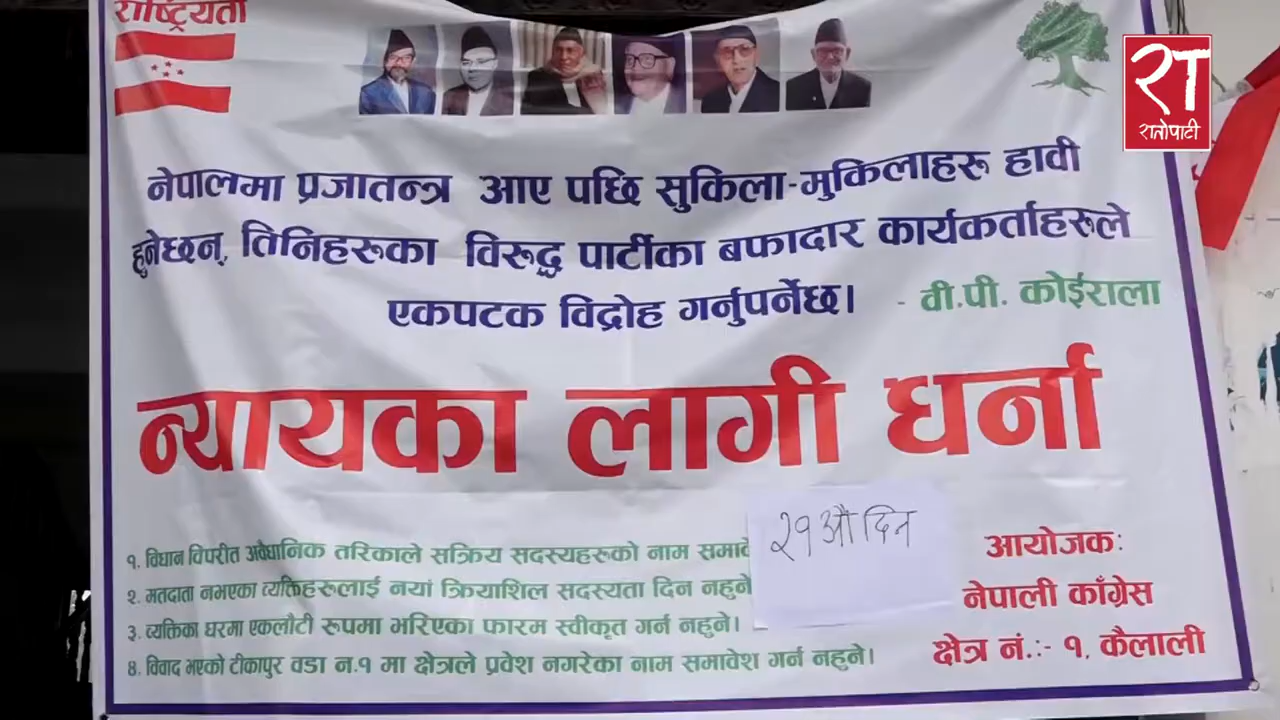 राष्ट्रियता
रा
रातोपाटी
नेपालमा प्रजातन्त्र आए पछि सुकिला-मुकिलाहरू हावी
हुनेछन्, तिनिहरूका विरुद्ध पार्टीका बफादार कार्यकर्ताहरूले
एकपटक विद्रोह गर्नुपर्नेछ। - वी.पी. कोईराला
न्यायका लागी धर्ना
२१ औं दिन
१. विधान विपरीत अवैधानिक तरिकाले सक्रिय सदस्यहरूको नाम
२. मतदाता नभएका व्यक्तिहरूलाई नयां क्रियाशिल सदस्यता दिन नहुने
३. व्यक्तिका घरमा एकलौटी रूपमा भरिएका फारम स्वीकृत गर्न नहुने।
४. विवाद भएको टीकापुर वडा न.१ मा क्षेत्रले प्रवेश नगरेका नाम समावेश गर्न नहुने।
आयोजकः
नेपाली काँग्रेस
क्षेत्र नं.:- १, कैलाली